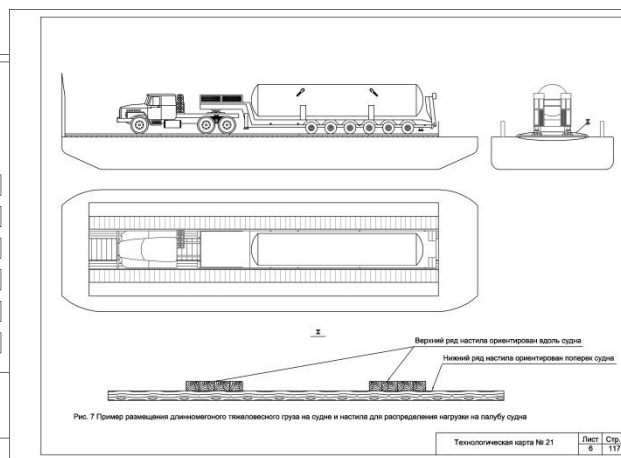 I
I
Верхний ряд настила ориентирован вдоль судна
Нижний ряд настила ориентирован поперек судна
Рис. 7 Пример размещения длинномегоного тяжеловесного груза на судне и настила для распределения нагрузки на палубу судна
Технологическая карта № 21
Лист
Стр.
6
117